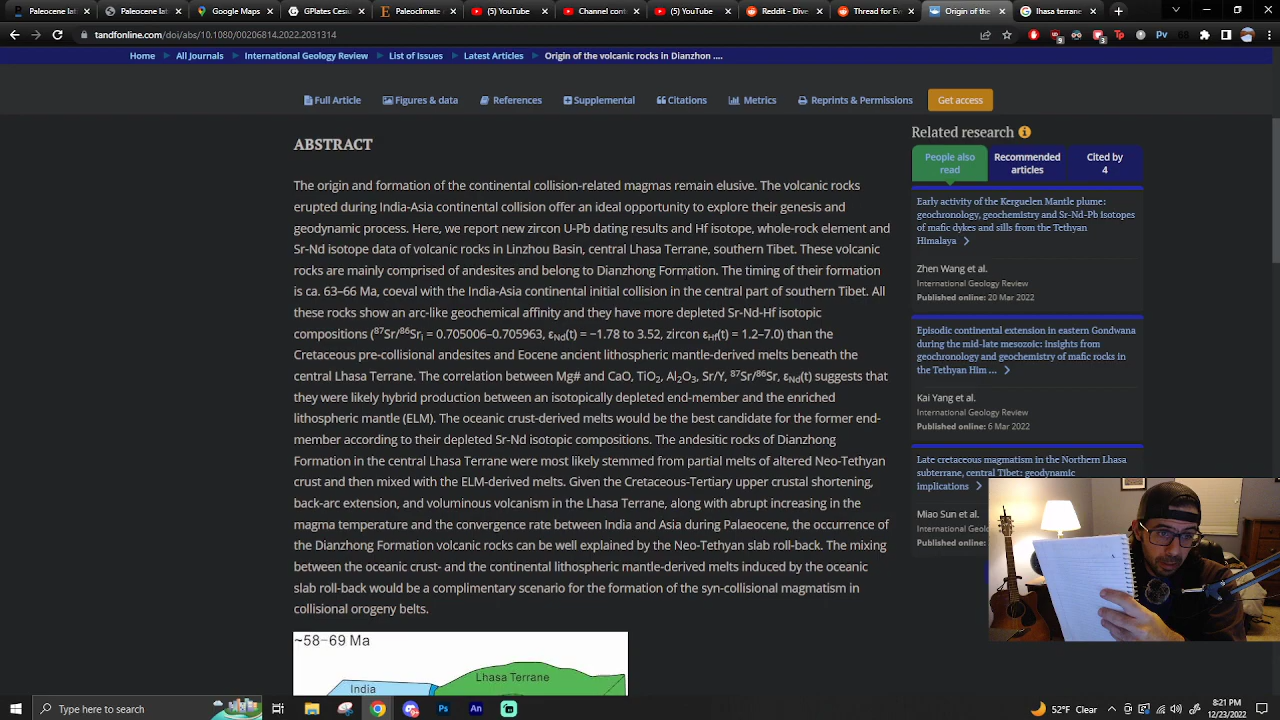 Paleocene lat
Paleocene lat
Google Maps
GPlates Cesiu
Paleoclimate
(5) YouTube
Channel cont
(5) YouTube
Reddit - Dive
Thread for Ev
Origin of the
lhasa terrane
tandfonline.com/doi/abs/10.1080/00206814.2022.2031314
Home
All Journals
International Geology Review
List of Issues
Latest Articles
Origin of the volcanic rocks in Dianzhon ....
Full Article
Figures & data
References
Supplemental
Citations
Metrics
Reprints & Permissions
Get access
ABSTRACT
The origin and formation of the continental collision-related magmas remain elusive. The volcanic rocks
erupted during India-Asia continental collision offer an ideal opportunity to explore their genesis and
geodynamic process. Here, we report new zircon U-Pb dating results and Hf isotope, whole-rock element and
Sr-Nd isotope data of volcanic rocks in Linzhou Basin, central Lhasa Terrane, southern Tibet. These volcanic
rocks are mainly comprised of andesites and belong to Dianzhong Formation. The timing of their formation
is ca. 63–66 Ma, coeval with the India-Asia continental initial collision in the central part of southern Tibet. All
these rocks show an arc-like geochemical affinity and they have more depleted Sr-Nd-Hf isotopic
compositions (⁸⁷Sr/⁸⁶Srᵢ = 0.705006–0.705963, εNd(t) = −1.78 to 3.52, zircon εHf(t) = 1.2–7.0) than the
Cretaceous pre-collisional andesites and Eocene ancient lithospheric mantle-derived melts beneath the
central Lhasa Terrane. The correlation between Mg# and CaO, TiO₂, Al₂O₃, Sr/Y, ⁸⁷Sr/⁸⁶Sr, εNd(t) suggests that
they were likely hybrid production between an isotopically depleted end-member and the enriched
lithospheric mantle (ELM). The oceanic crust-derived melts would be the best candidate for the former end-
member according to their depleted Sr-Nd isotopic compositions. The andesitic rocks of Dianzhong
Formation in the central Lhasa Terrane were most likely stemmed from partial melts of altered Neo-Tethyan
crust and then mixed with the ELM-derived melts. Given the Cretaceous-Tertiary upper crustal shortening,
back-arc extension, and voluminous volcanism in the Lhasa Terrane, along with abrupt increasing in the
magma temperature and the convergence rate between India and Asia during Palaeocene, the occurrence of
the Dianzhong Formation volcanic rocks can be well explained by the Neo-Tethyan slab roll-back. The mixing
between the oceanic crust- and the continental lithospheric mantle-derived melts induced by the oceanic
slab roll-back would be a complimentary scenario for the formation of the syn-collisional magmatism in
collisional orogeny belts.
~58-69 Ma
Lhasa Terrane
India
Related research
People also
read
Recommended
articles
Cited by
4
Early activity of the Kerguelen Mantle plume:
geochronology, geochemistry and Sr-Nd-Pb isotopes
of mafic dykes and sills from the Tethyan
Himalaya
Zhen Wang et al.
International Geology Review
Published online: 20 Mar 2022
Episodic continental extension in eastern Gondwana
during the mid-late mesozoic: insights from
geochronology and geochemistry of mafic rocks in
the Tethyan Him ...
Kai Yang et al.
International Geology Review
Published online: 6 Mar 2022
Late cretaceous magmatism in the Northern Lhasa
subterrane, central Tibet: geodynamic
implications
Miao Sun et al.
International Geolo
Published online:
Type here to search
52°F Clear
8:21 PM
12/23/2022